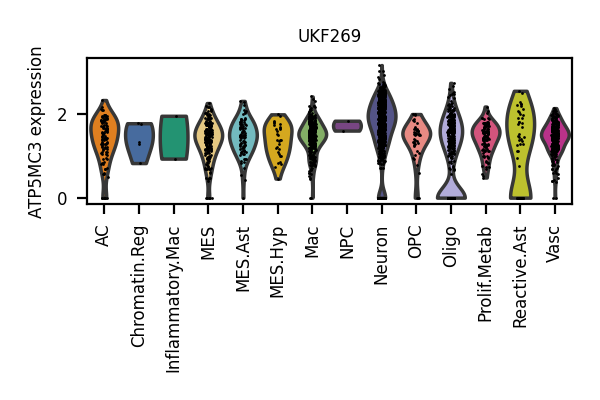 UKF269
ATP5MC3 expression
2
0
AC
Chromatin.Reg
Inflammatory.Mac
MES
MES.Ast
MES.Hyp
Mac
NPC
Neuron
OPC
Oligo
Prolif.Metab
Reactive.Ast
Vasc